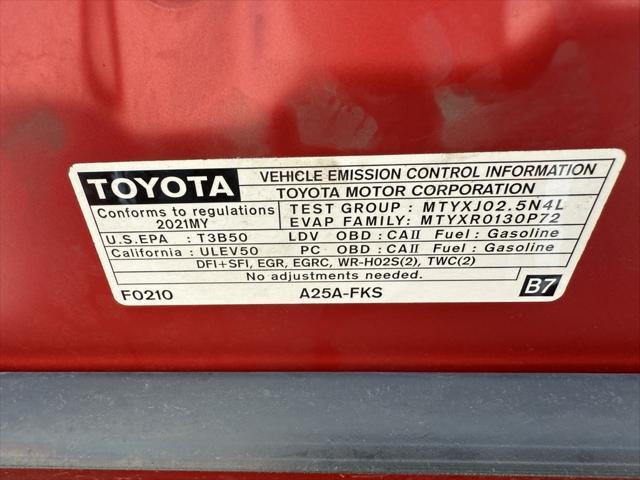 TOYOTA VEHICLE EMISSION CONTROL INFORMATION
TOYOTA MOTOR CORPORATION
Conforms to regulations
2021MY
TEST GROUP : MTYXJ02.5N4L
EVAP FAMILY: MTYXR0130P72
U.S.EPA : T3B50 LDV OBD : CAII Fuel : Gasoline
California : ULEV50 PC OBD : CAII Fuel : Gasoline
DFI+SFI, EGR, EGRC, WR-HO2S(2), TWC(2)
No adjustments needed.
F0210 A25A-FKS B7